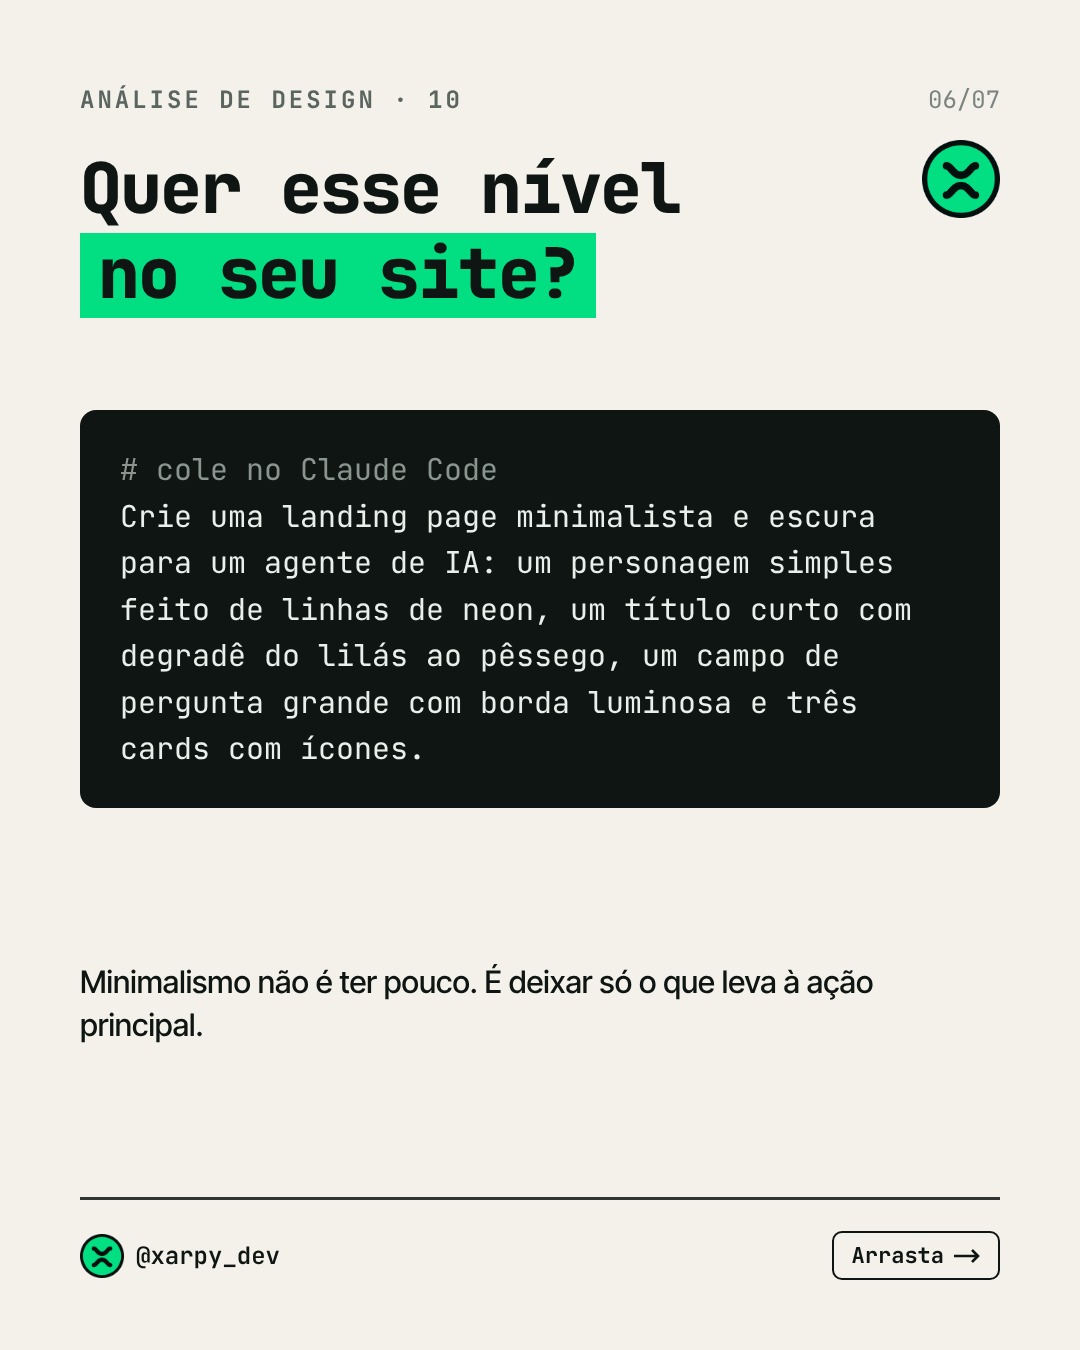 ANÁLISE DE DESIGN · 10
06/07
Quer esse nível
no seu site?
# cole no Claude Code
Crie uma landing page minimalista e escura
para um agente de IA: um personagem simples
feito de linhas de neon, um título curto com
degradê do lilás ao pêssego, um campo de
pergunta grande com borda luminosa e três
cards com ícones.
Minimalismo não é ter pouco. É deixar só o que leva à ação
principal.
@xarpy_dev
Arrasta →